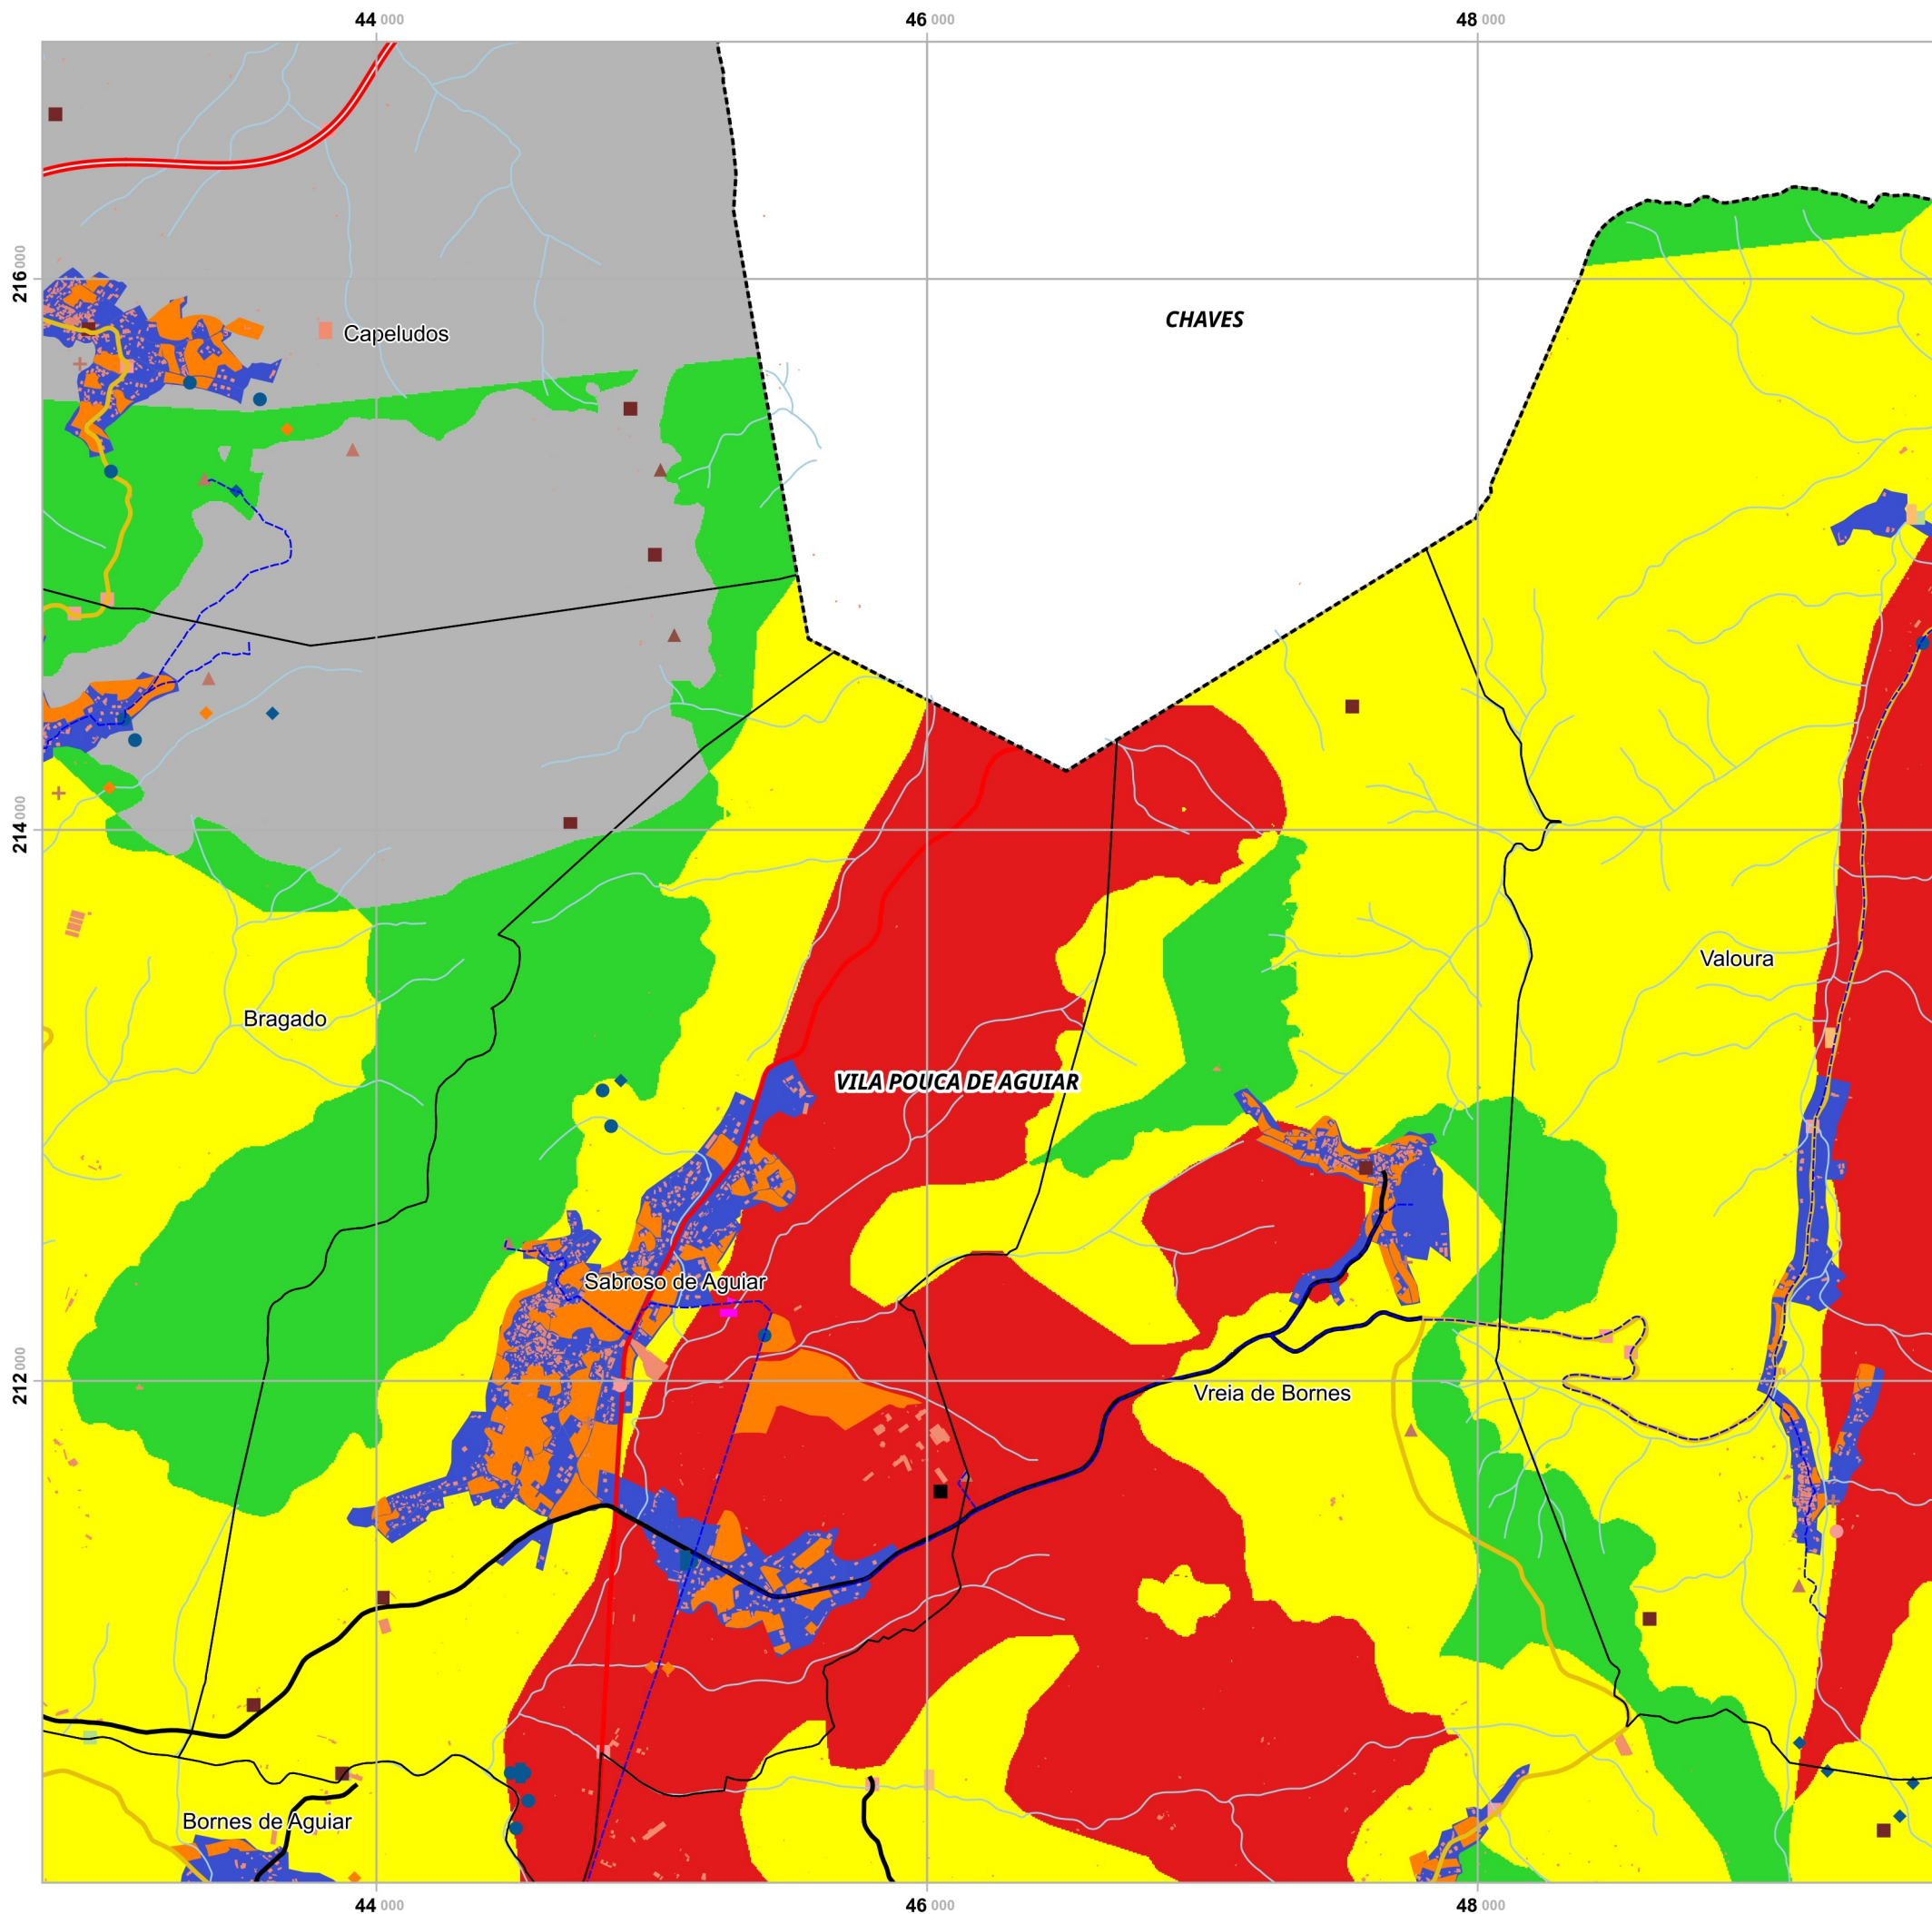 44 000 46 000 48 000
216 000
CHAVES
Capeludos
214 000
Valoura
Bragado
VILA POUCA DE AGUIAR
Sabroso de Aguiar
212 000
Vreia de Bornes
Bornes de Aguiar
44 000 46 000 48 000